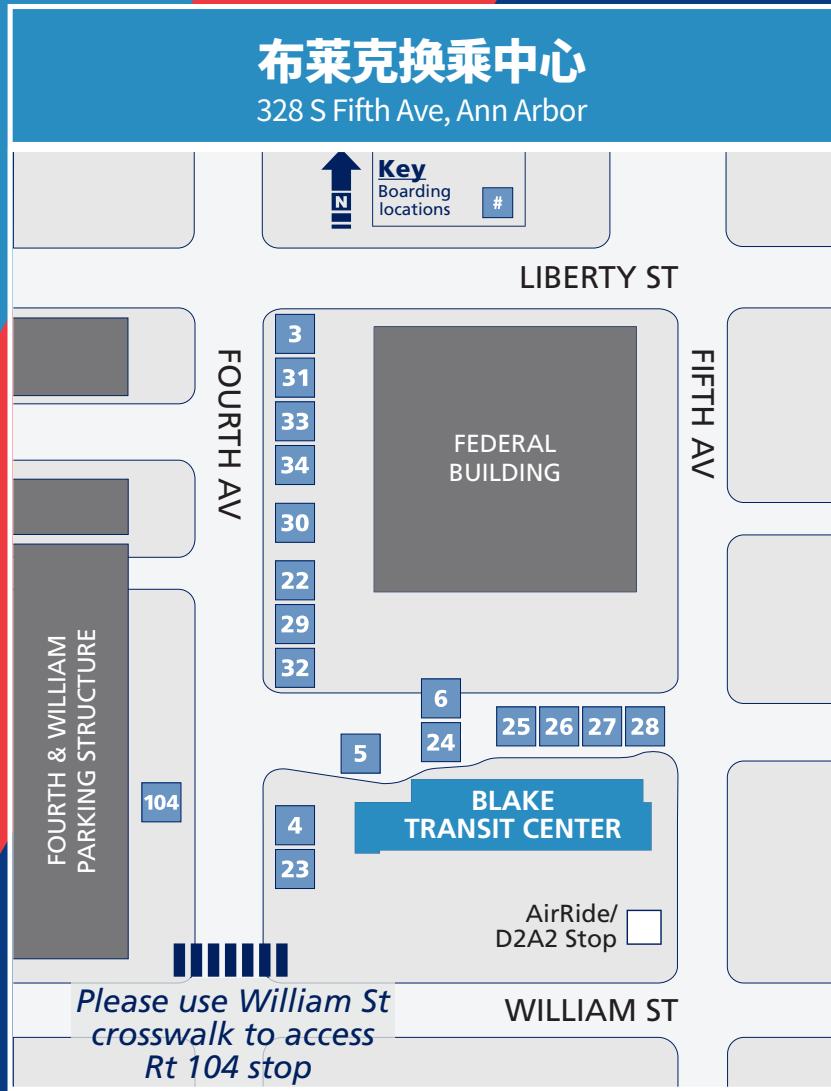 布莱克换乘中心
328 S Fifth Ave, Ann Arbor
N
Key
Boarding
locations
#
LIBERTY ST
FOURTH AV
FIFTH AV
3
31
33
34
30
22
29
32
FEDERAL
BUILDING
6
24
25 26 27 28
5
FOURTH & WILLIAM
PARKING STRUCTURE
104
4
23
BLAKE
TRANSIT CENTER
AirRide/
D2A2 Stop
Please use William St
crosswalk to access
Rt 104 stop
WILLIAM ST